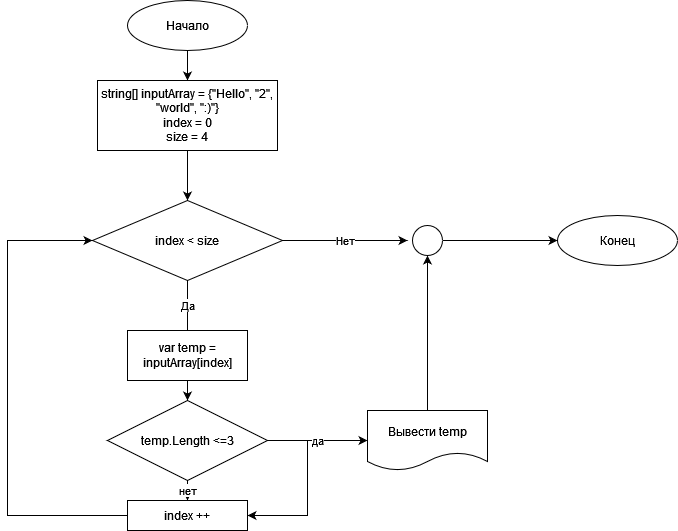 Начало
string[] inputArray = {"Hello", "2",
"world", ":)"}
index = 0
size = 4
index < size
Нет
Конец
Да
var temp =
inputArray[index]
temp.Length <=3
да
Вывести temp
нет
index ++